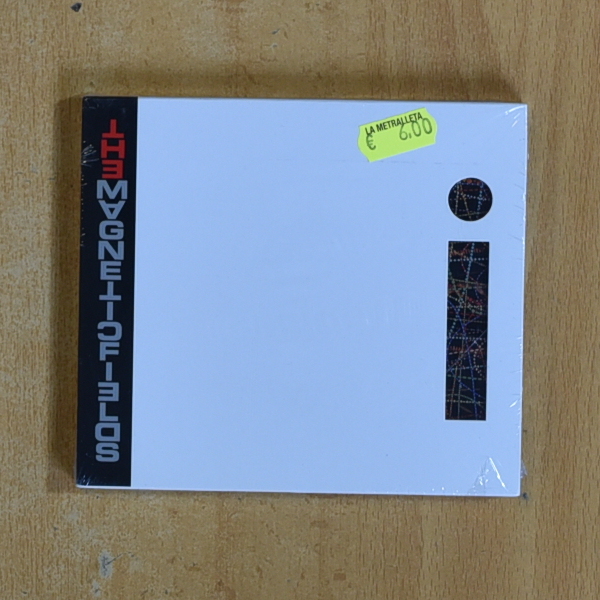 THE MAGNETIC FIELDS
LA METRALLETA
€ 6,00
i